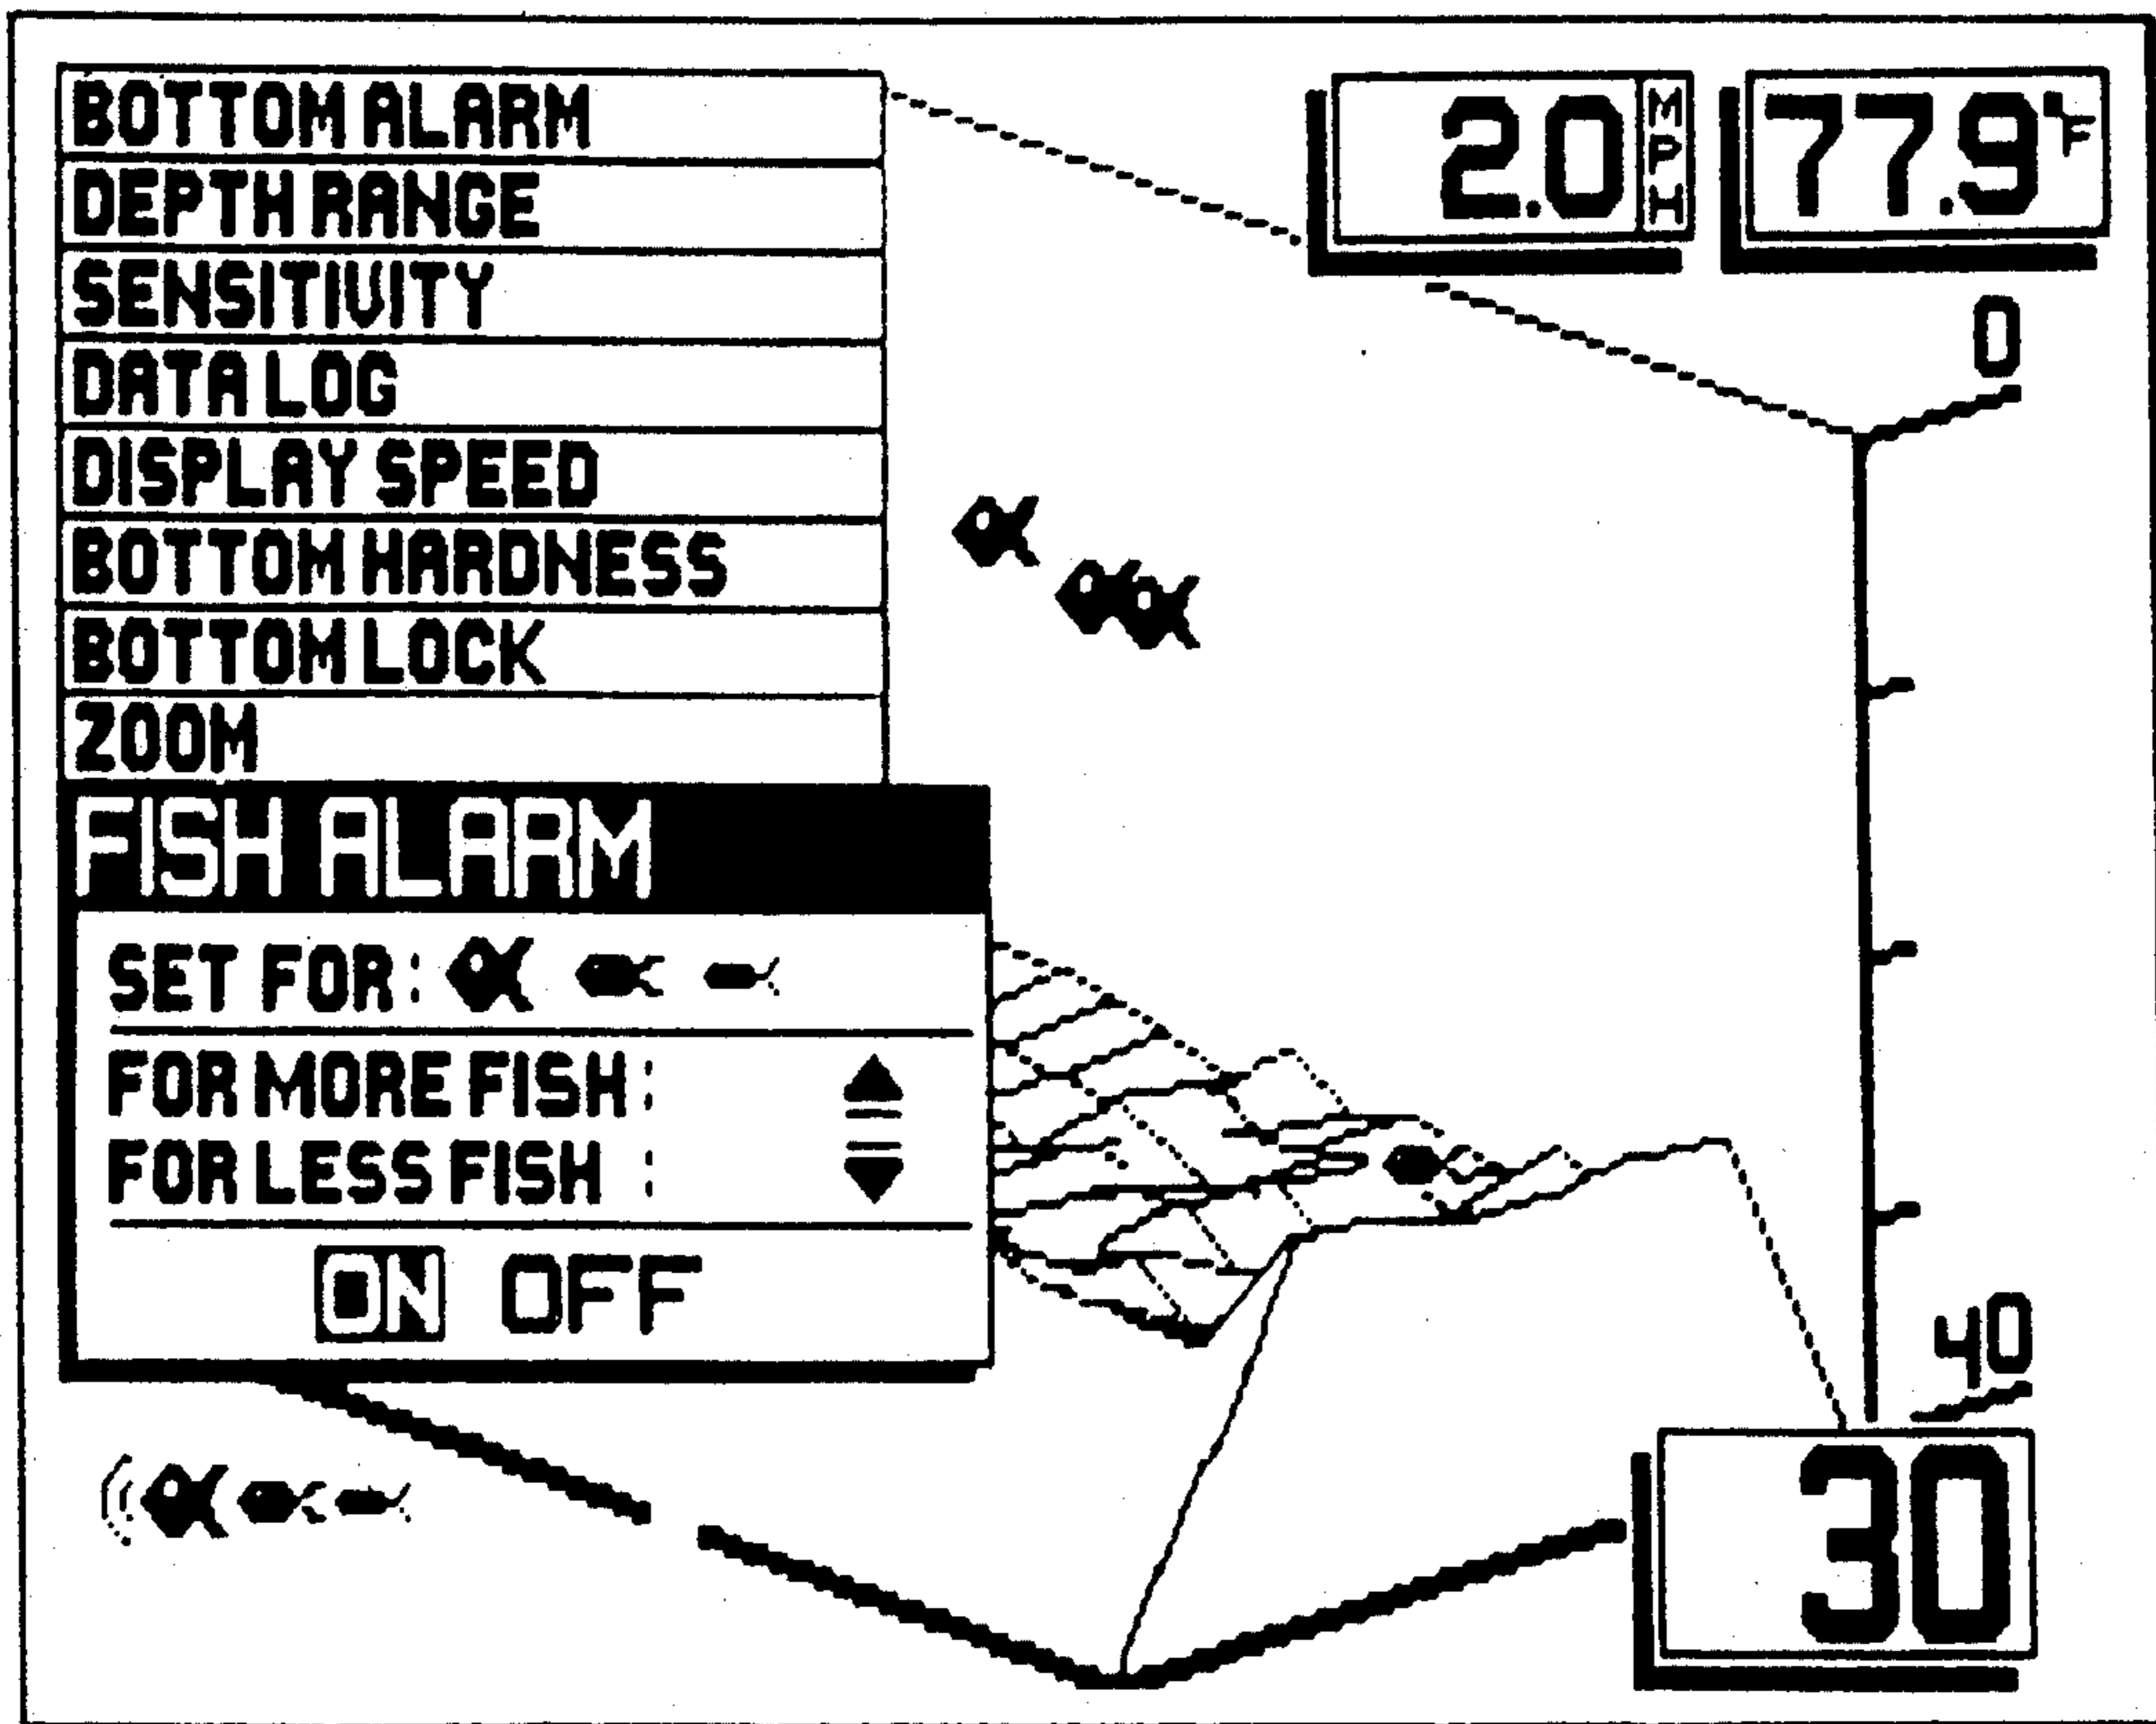 BOTTOM ALARM
DEPTH RANGE
SENSITIVITY
DATA LOG
DISPLAY SPEED
BOTTOM HARDNESS
BOTTOM LOCK
ZOOM
FISH ALARM
SET FOR:
FOR MORE FISH:
FOR LESS FISH :
ON OFF
2.0 MPH
77.9°F
0
40
30